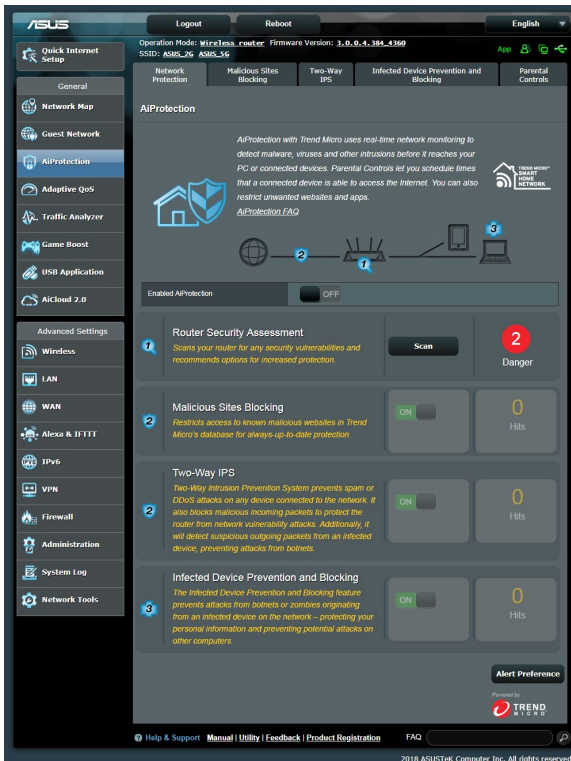 ASUS
Logout
Reboot
English
Quick Internet
Setup
General
Network Map
Guest Network
AiProtection
Adaptive QoS
Traffic Analyzer
Game Boost
USB Application
AiCloud 2.0
Advanced Settings
Wireless
LAN
WAN
Alexa & IFTTT
IPv6
VPN
Firewall
Administration
System Log
Network Tools
Operation Mode: Wireless router Firmware Version: 3.0.0.4.384_4360
SSID: ASUS_2G ASUS_5G
App
Network
Protection
Malicious Sites
Blocking
Two-Way
IPS
Infected Device Prevention and
Blocking
Parental
Controls
AiProtection
AiProtection with Trend Micro uses real-time network monitoring to
detect malware, viruses and other intrusions before it reaches your
PC or connected devices. Parental Controls let you schedule times
that a connected device is able to access the Internet. You can also
restrict unwanted websites and apps.
AiProtection FAQ
TREND MICRO™
SMART
HOME
NETWORK
2
1
3
Enabled AiProtection
OFF
1
Router Security Assessment
Scans your router for any security vulnerabilities and
recommends options for increased protection.
Scan
2
Danger
2
Malicious Sites Blocking
Restricts access to known malicious websites in Trend
Micro's database for always-up-to-date protection.
ON
0
Hits
2
Two-Way IPS
Two-Way Intrusion Prevention System prevents spam or
DDoS attacks on any device connected to the network. It
also blocks malicious incoming packets to protect the
router from network vulnerability attacks. Additionally, it
will detect suspicious outgoing packets from an infected
device, preventing attacks from botnets.
ON
0
Hits
3
Infected Device Prevention and Blocking
The Infected Device Prevention and Blocking feature
prevents attacks from botnets or zombies originating
from an infected device on the network – protecting your
personal information and preventing potential attacks on
other computers.
ON
0
Hits
Alert Preference
Powered by
TREND
MICRO
Help & Support
Manual | Utility | Feedback | Product Registration
FAQ
2018 ASUSTeK Computer Inc. All rights reserved